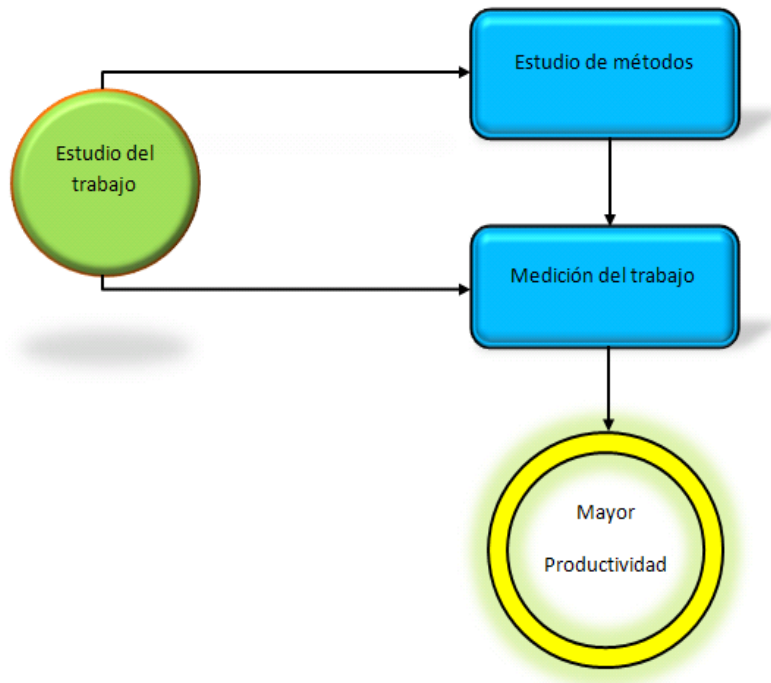 Estudio de métodos
Estudio del
trabajo
Medición del trabajo
Mayor
Productividad